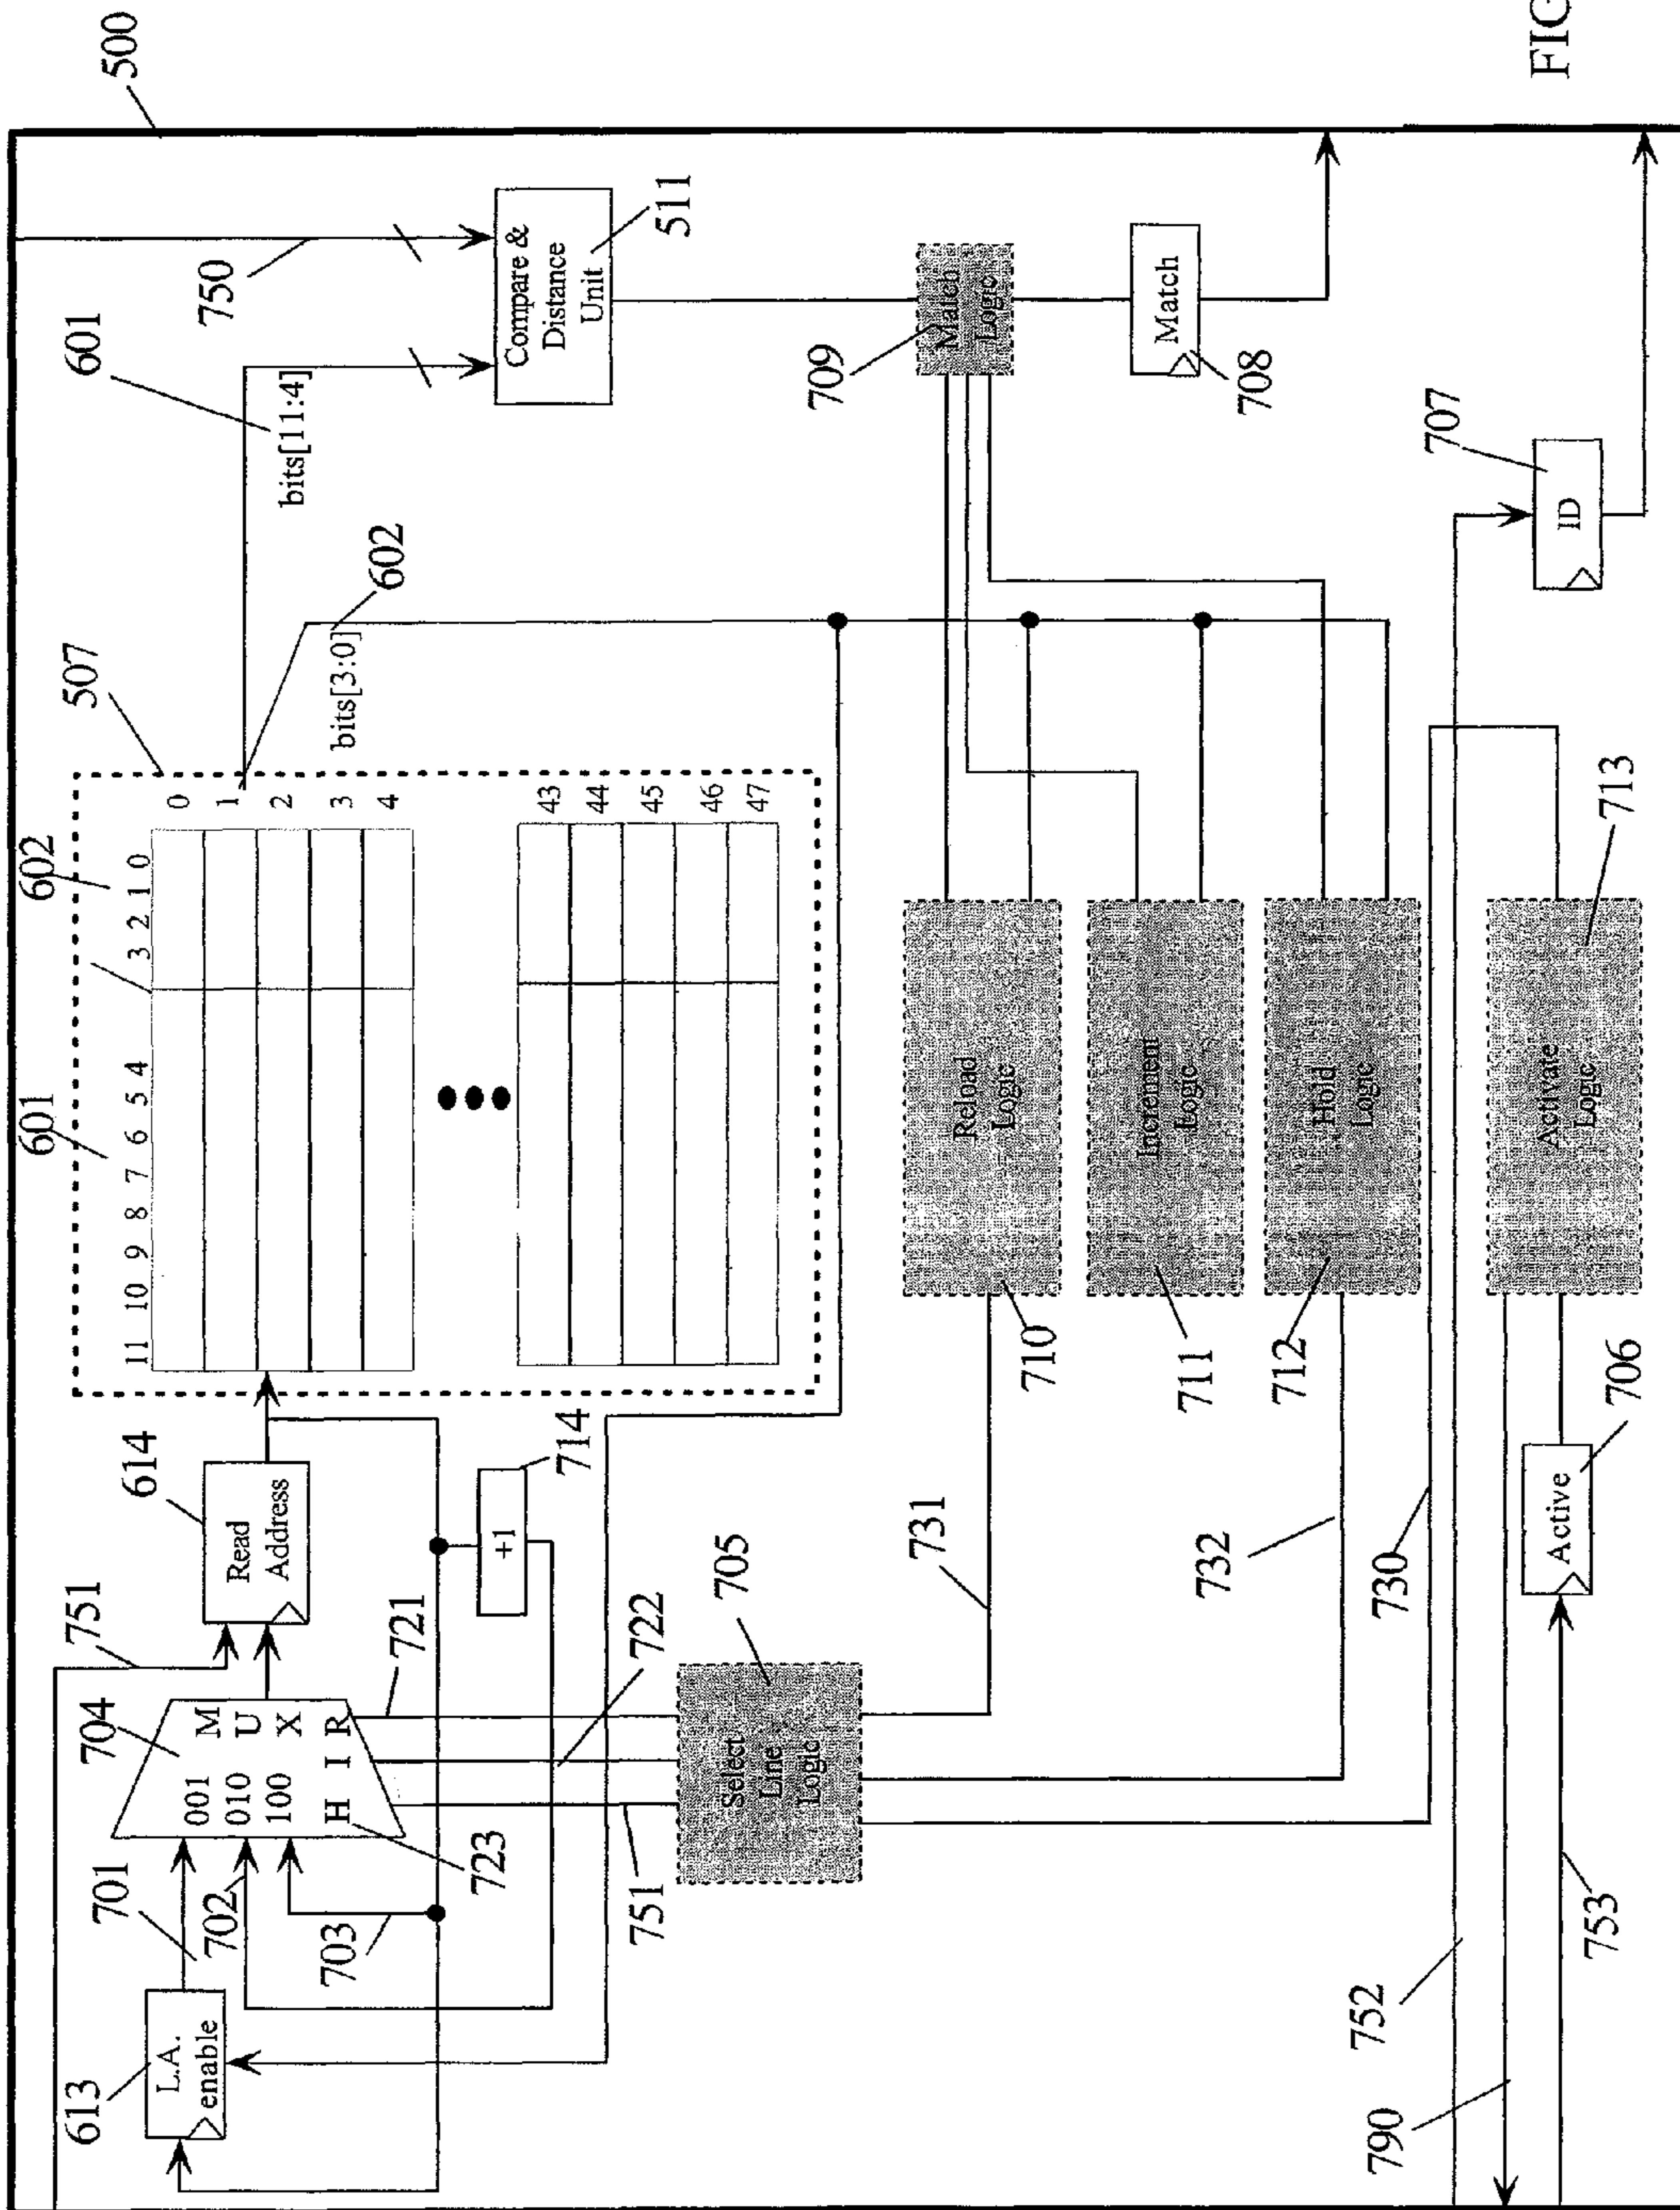 500
FIG
613
L.A.
enable
701
702
703
704
001
010
100
M
U
X
H I R
723
751
614
Read
Address
714
+1
721
722
751
705
Select
Line
Logic
601
602
507
11 10 9 8 7 6 5 4 3 2 1 0
0
1
2
3
4
43
44
45
46
47
bits[3:0]
602
bits[11:4]
601
750
Compare &
Distance
Unit
511
709
Match
Logic
Match
708
Reload
Logic
710
Increment
Logic
711
Hold
Logic
712
Activate
Logic
713
731
732
730
Active
706
707
ID
752
790
753